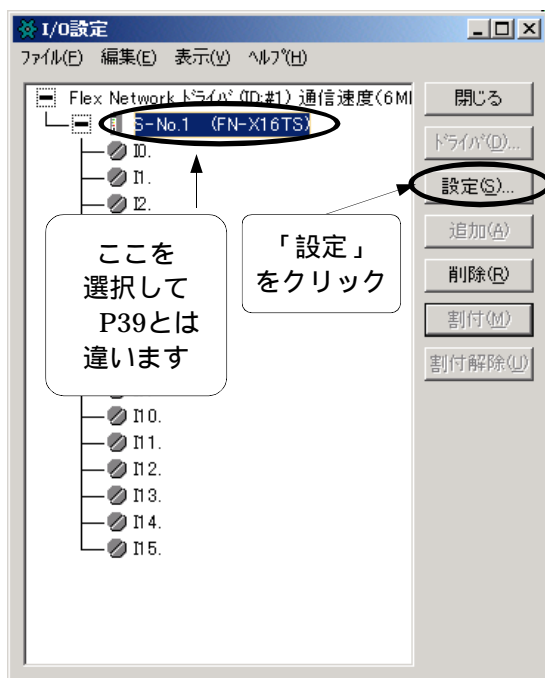 I/O設定
ファイル(F) 編集(E) 表示(V) ヘルプ(H)
Flex Network ドライバ (ID:#1) 通信速度(6M
S-No.1 (FN-X16TS)
I0.
I1.
I2.
I10.
I11.
I12.
I13.
I14.
I15.
閉じる
ドライバ(D)...
設定(S)...
追加(A)
削除(R)
割付(M)
割付解除(U)
ここを
選択して
P39とは
違います
「設定」
をクリック